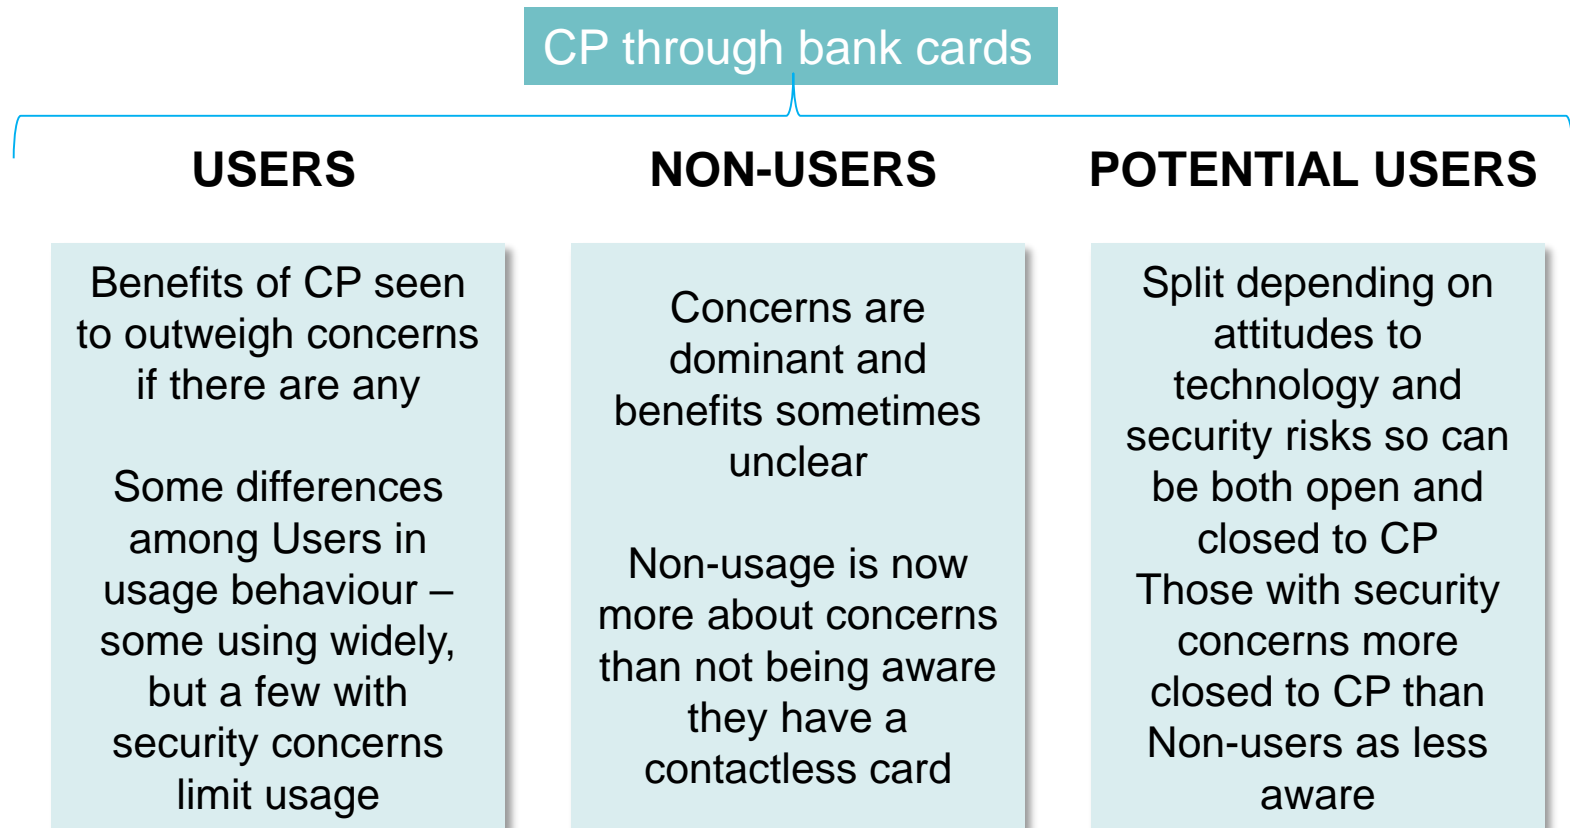 CP through bank cards
USERS
Benefits of CP seen
to outweigh concerns
if there are any
Some differences
among Users in
usage behaviour –
some using widely,
but a few with
security concerns
limit usage
NON-USERS
Concerns are
dominant and
benefits sometimes
unclear
Non-usage is now
more about concerns
than not being aware
they have a
contactless card
POTENTIAL USERS
Split depending on
attitudes to
technology and
security risks so can
be both open and
closed to CP
Those with security
concerns more
closed to CP than
Non-users as less
aware